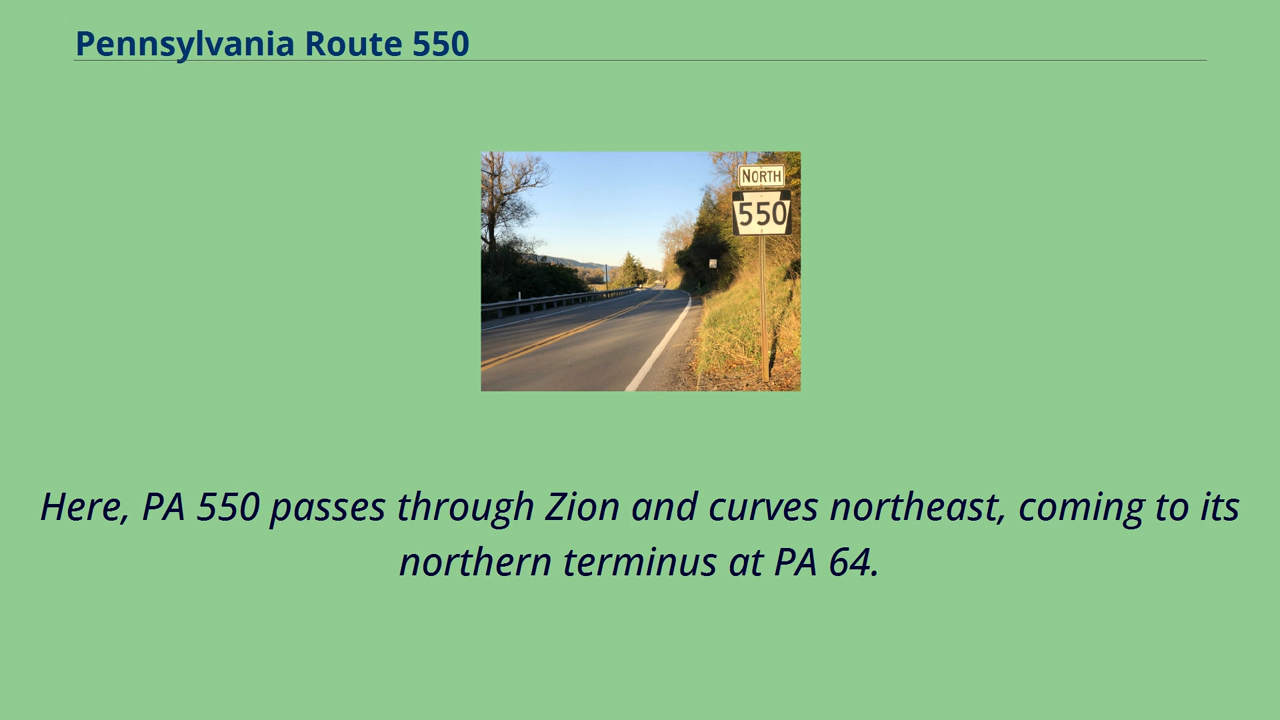 Pennsylvania Route 550
NORTH
550
Here, PA 550 passes through Zion and curves northeast, coming to its
northern terminus at PA 64.